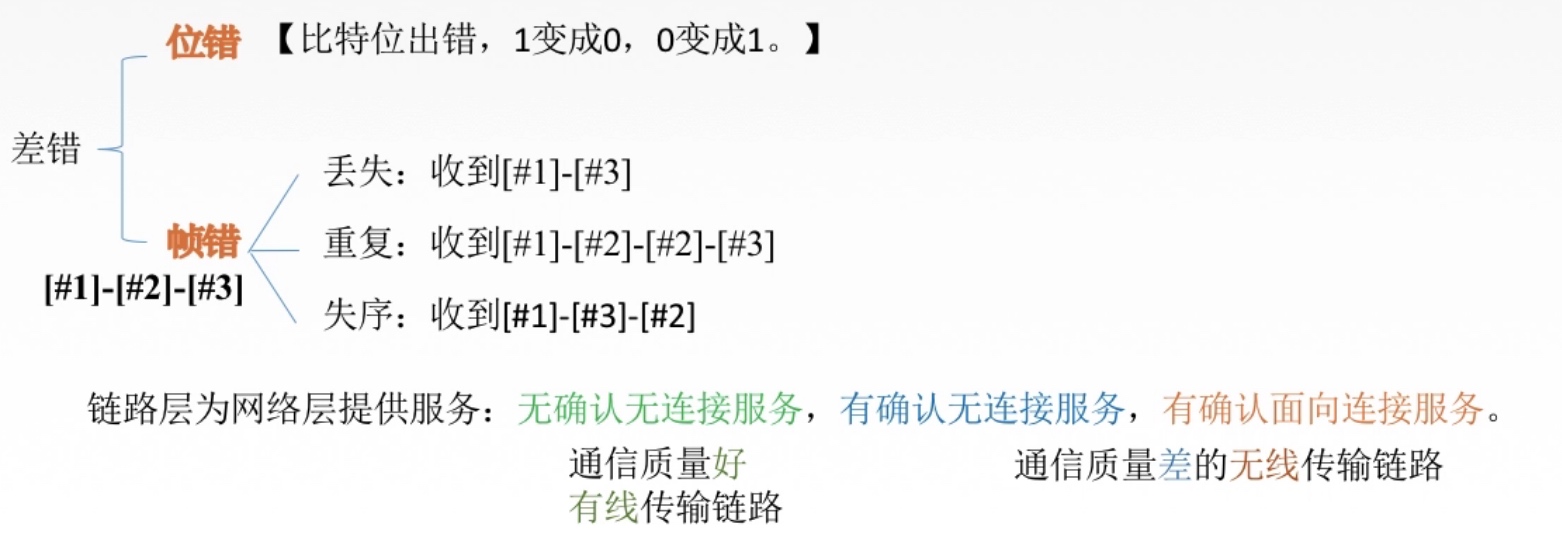 位错 【比特位出错，1变成0，0变成1。】
差错
丢失：收到[#1]-[#3]
帧错
重复：收到[#1]-[#2]-[#2]-[#3]
[#1]-[#2]-[#3]
失序：收到[#1]-[#3]-[#2]
链路层为网络层提供服务：无确认无连接服务，有确认无连接服务，有确认面向连接服务。
通信质量好
有线传输链路
通信质量差的无线传输链路